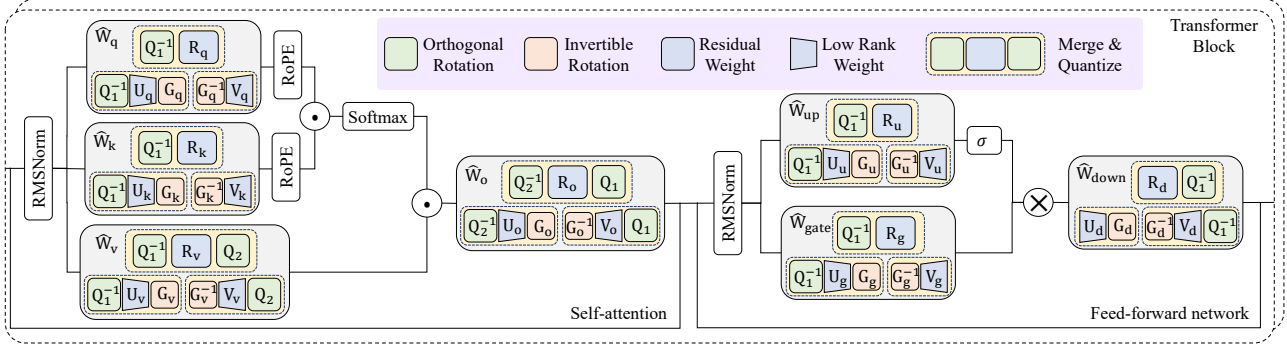 Transformer
Block
Orthogonal
Rotation
Invertible
Rotation
Residual
Weight
Low Rank
Weight
Merge &
Quantize
RMSNorm
Ŵq
Q₁⁻¹ Rq
Q₁⁻¹ Uq Gq Gq⁻¹ Vq
RoPE
Ŵk
Q₁⁻¹ Rk
Q₁⁻¹ Uk Gk Gk⁻¹ Vk
RoPE
Softmax
Ŵv
Q₁⁻¹ Rv Q₂
Q₁⁻¹ Uv Gv Gv⁻¹ Vv Q₂
Ŵo
Q₂⁻¹ Ro Q₁
Q₂⁻¹ Uo Go Go⁻¹ Vo Q₁
Self-attention
RMSNorm
Ŵup
Q₁⁻¹ Ru
Q₁⁻¹ Uu Gu Gu⁻¹ Vu
σ
Ŵgate
Q₁⁻¹ Rg
Q₁⁻¹ Ug Gg Gg⁻¹ Vg
Ŵdown
Rd Q₁⁻¹
Ud Gd Gd⁻¹ Vd Q₁⁻¹
Feed-forward network